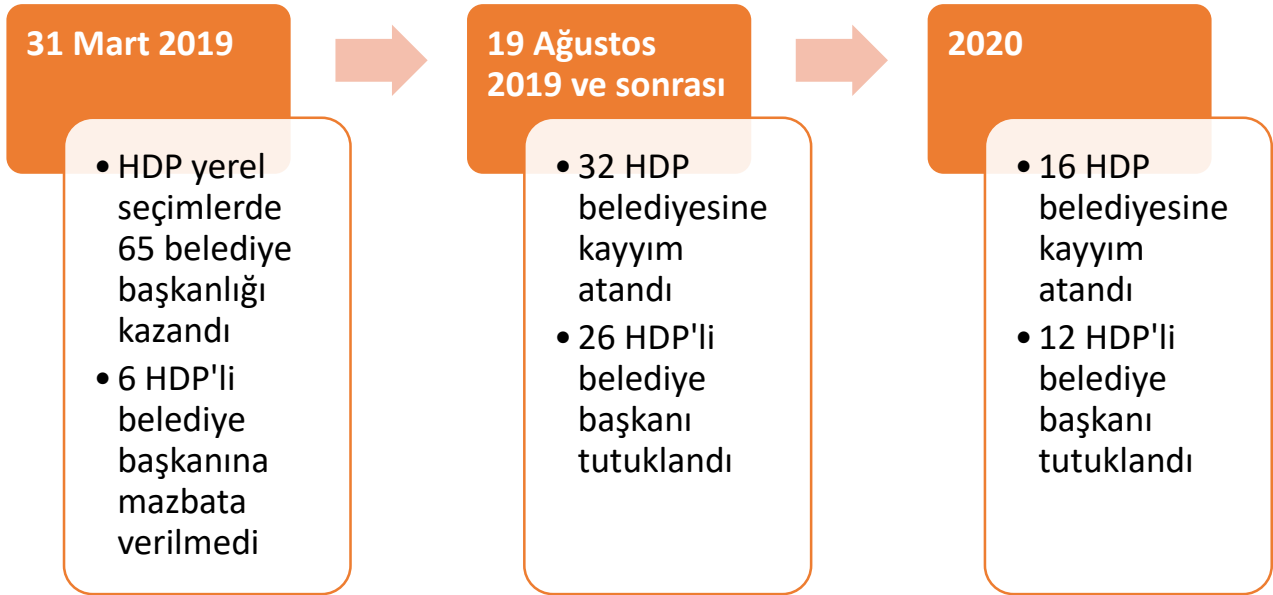 31 Mart 2019
• HDP yerel
seçimlerde
65 belediye
başkanlığı
kazandı
• 6 HDP'li
belediye
başkanına
mazbata
verilmedi
19 Ağustos
2019 ve sonrası
• 32 HDP
belediyesine
kayyım
atandı
• 26 HDP'li
belediye
başkanı
tutuklandı
2020
• 16 HDP
belediyesine
kayyım
atandı
• 12 HDP'li
belediye
başkanı
tutuklandı